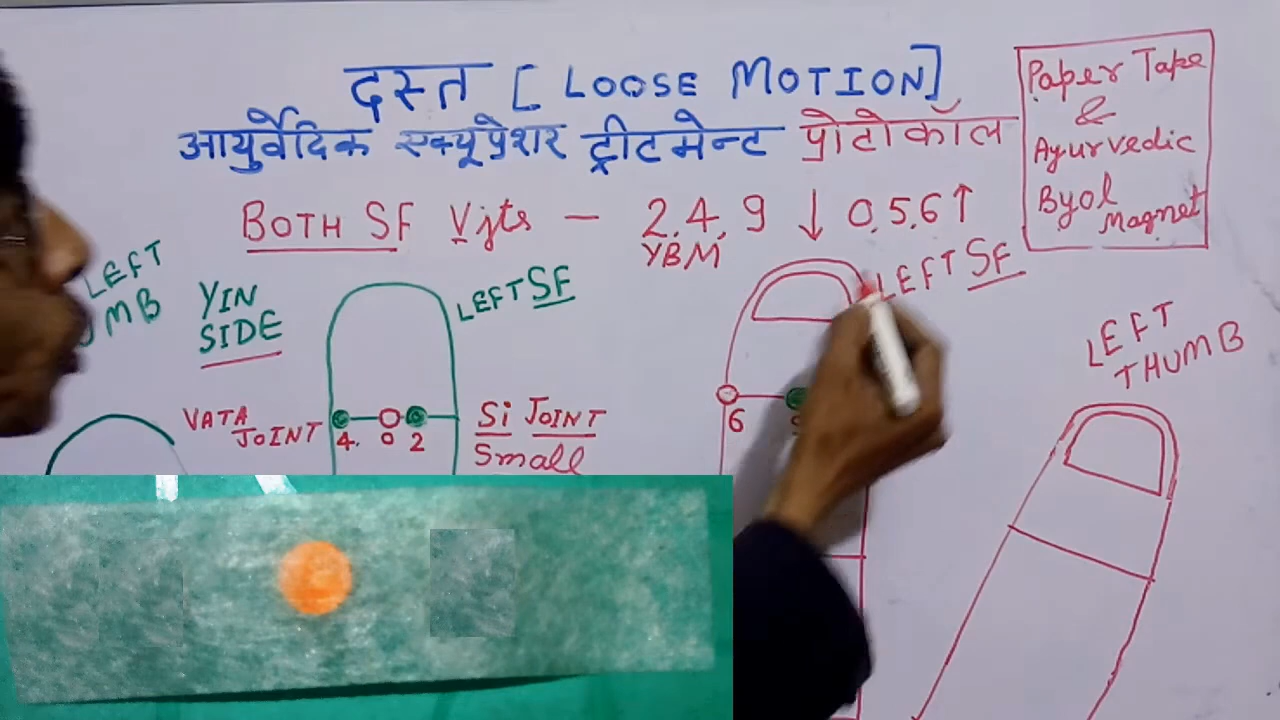 दस्त [ LOOSE MOTION ]
आयुर्वेदिक एक्यूप्रेशर ट्रीटमेन्ट प्रोटोकॉल
Paper Tape
&
Ayurvedic
Byol
Magnet
BOTH SF Vjts — 2.4.9 ↓ 0.5.6 ↑
YBM
LEFT
UMB
YIN
SIDE
LEFT SF
LEFT SF
LEFT
THUMB
VATA
JOINT
4. 0 2
Si JOINT
Small
6